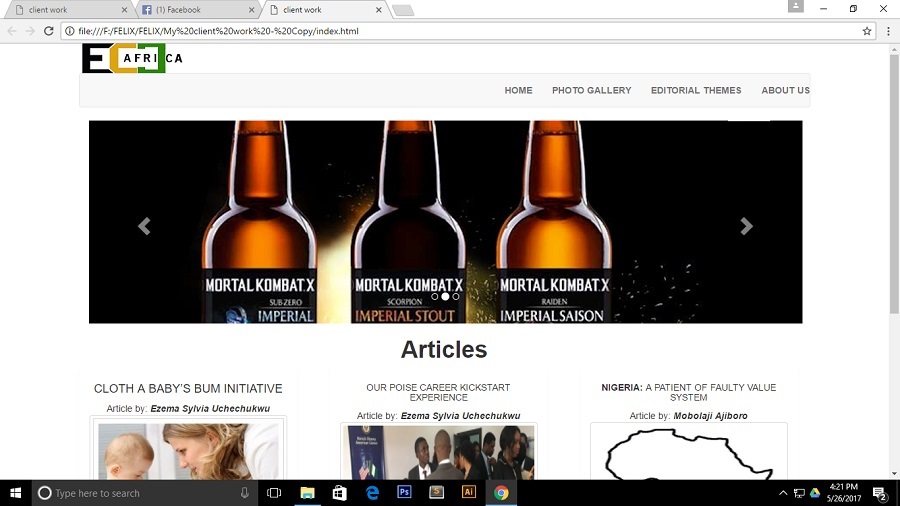 client work
(1) Facebook
client work
file:///F:/FELIX/FELIX/My%20client%20work%20-%20Copy/index.html
AFRICA
HOME PHOTO GALLERY EDITORIAL THEMES ABOUT US
MORTAL KOMBAT X MORTAL KOMBAT X MORTAL KOMBAT X
SUB-ZERO SCORPION RAIDEN
IMPERIAL IMPERIAL STOUT IMPERIAL SAISON
Articles
CLOTH A BABY'S BUM INITIATIVE
Article by: Ezema Sylvia Uchechukwu
OUR POISE CAREER KICKSTART
EXPERIENCE
Article by: Ezema Sylvia Uchechukwu
NIGERIA: A PATIENT OF FAULTY VALUE
SYSTEM
Article by: Mobolaji Ajiboro
Type here to search
Ps
S
Ai
4:21 PM
5/26/2017
2